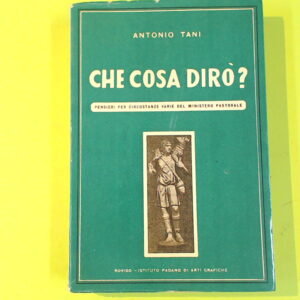 ANTONIO TANI
CHE COSA DIRÒ?
PENSIERI PER CIRCOSTANZE VARIE DEL MINISTERO PASTORALE
ROVIGO - ISTITUTO PADANO DI ARTI GRAFICHE